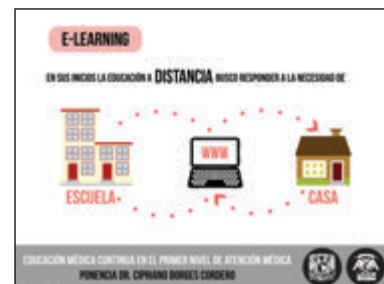 E-LEARNING
EN SUS INICIOS LA EDUCACIÓN A DISTANCIA BUSCO RESPONDER A LA NECESIDAD DE
WWW
ESCUELA
CASA
EDUCACIÓN MÉDICA CONTINUA EN EL PRIMER NIVEL DE ATENCIÓN MÉDICA
PONENCIA DR. CIPRIANO BORGES CORDERO